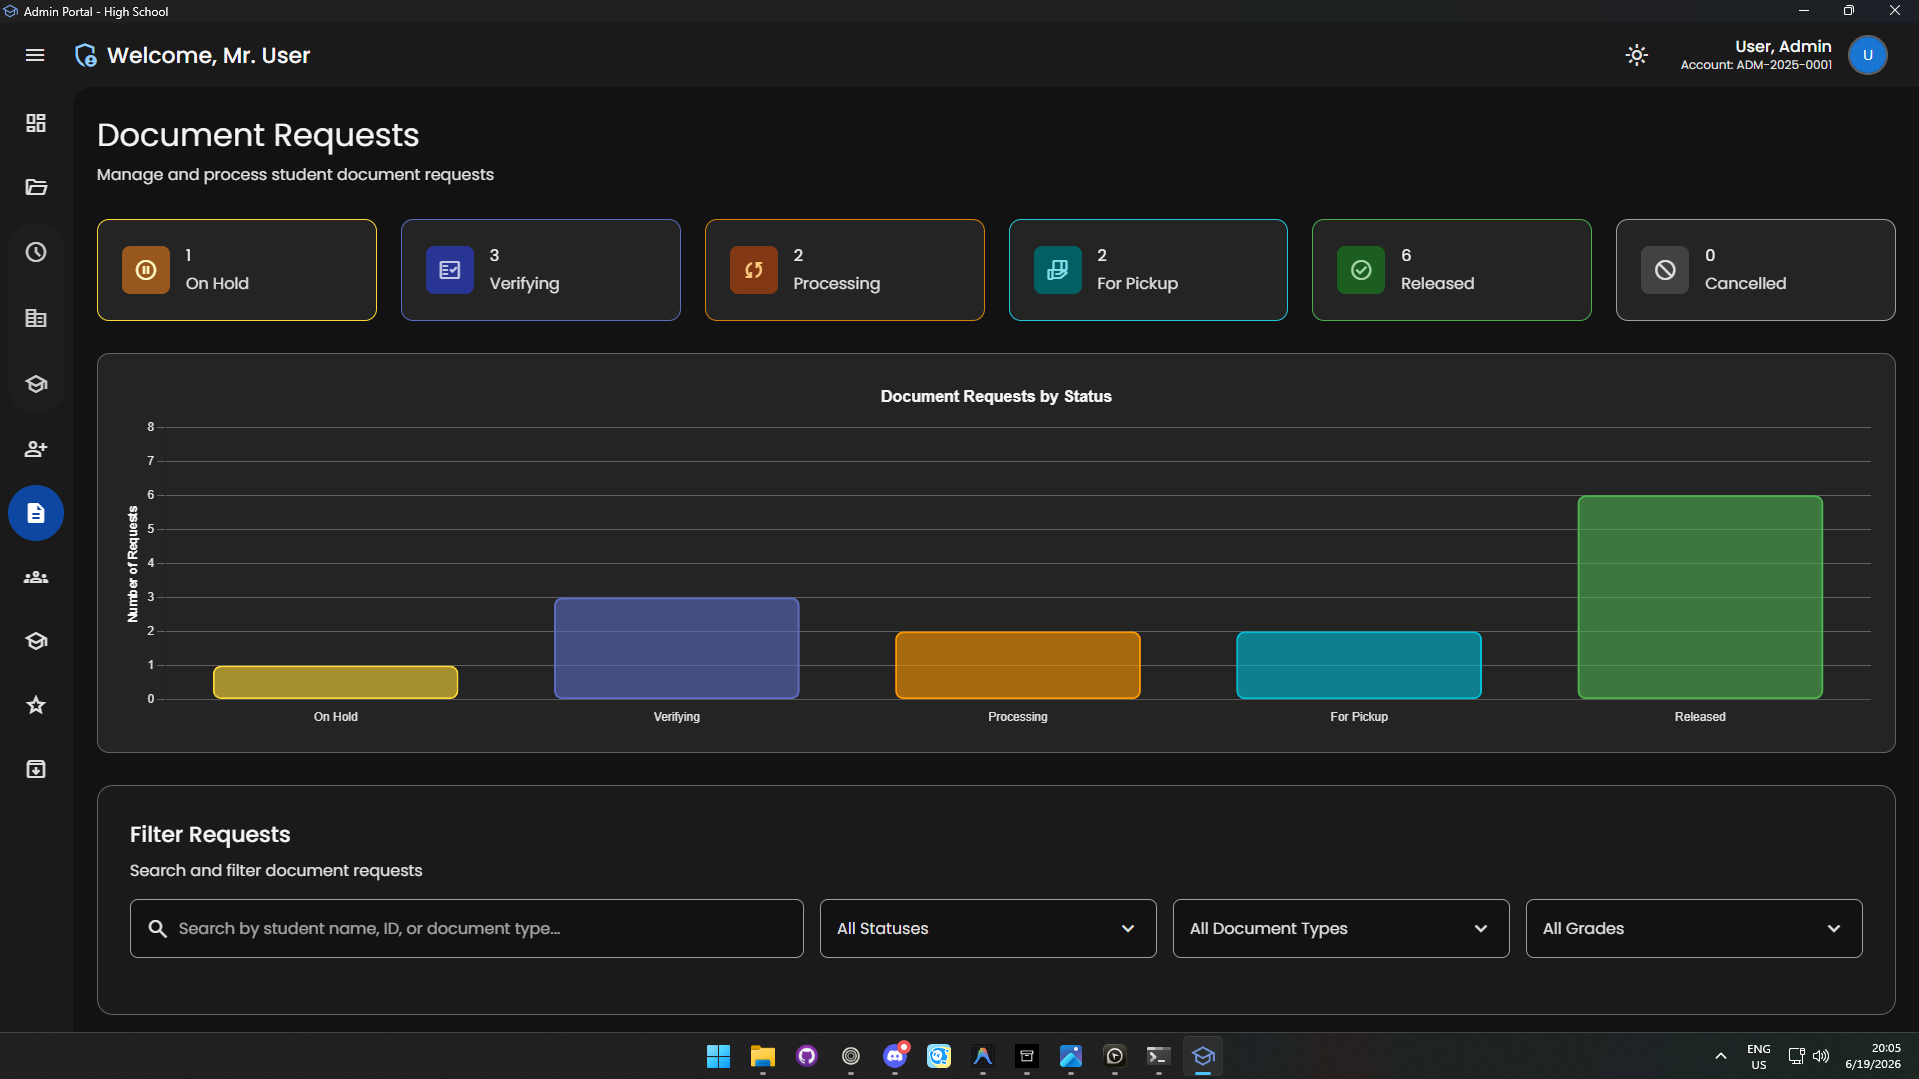 Admin Portal - High School
Welcome, Mr. User
User, Admin
Account: ADM-2025-0001
U
Document Requests
Manage and process student document requests
1
On Hold
3
Verifying
2
Processing
2
For Pickup
6
Released
0
Cancelled
Document Requests by Status
Number of Requests
8
7
6
5
4
3
2
1
0
On Hold
Verifying
Processing
For Pickup
Released
Filter Requests
Search and filter document requests
Search by student name, ID, or document type...
All Statuses
All Document Types
All Grades
ENG
US
20:05
6/19/2026